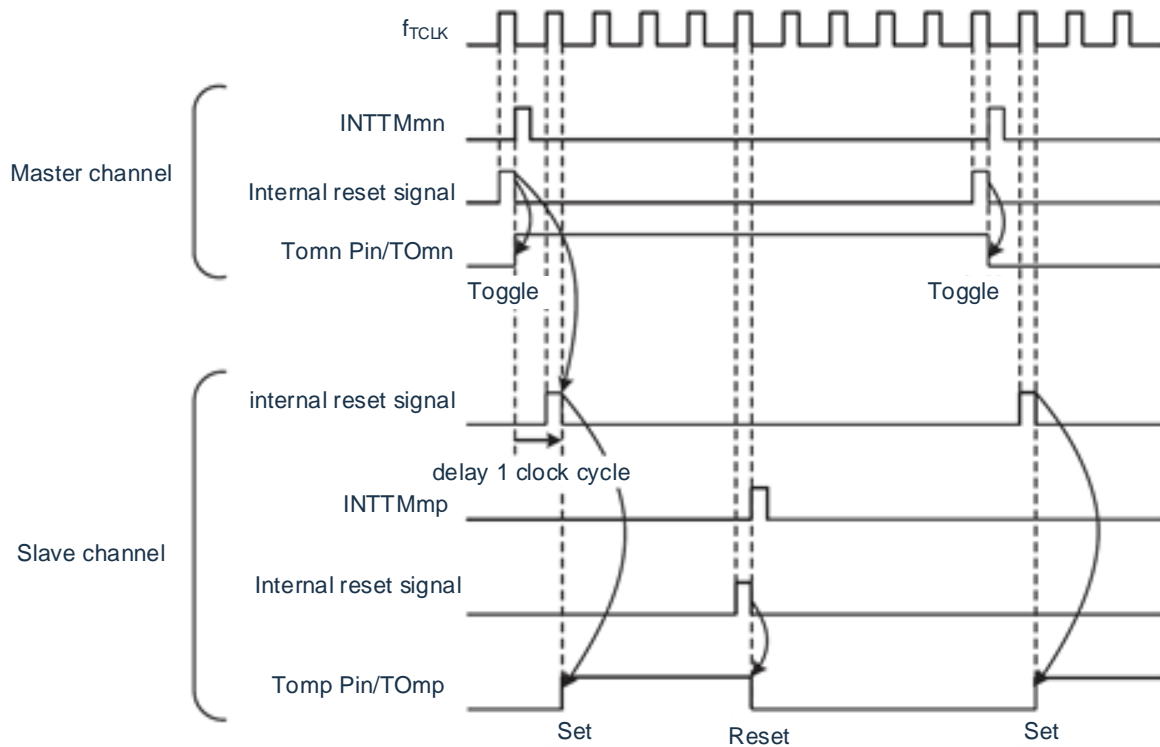 fTCLK
INTTMmn
Master channel
Internal reset signal
Tomn Pin/TOmn
Toggle
Toggle
internal reset signal
delay 1 clock cycle
INTTMmp
Slave channel
Internal reset signal
Tomp Pin/TOmp
Set
Reset
Set